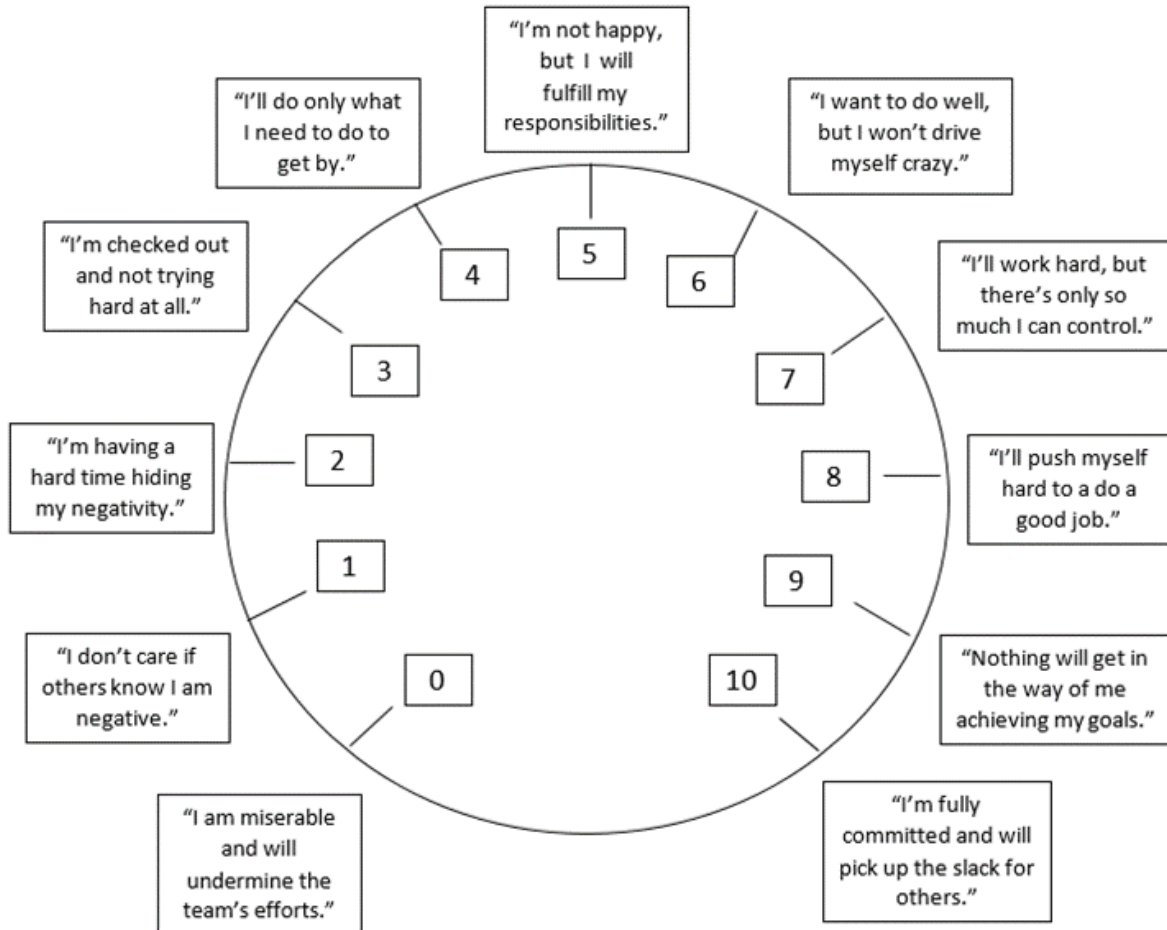 “I’m not happy,
but I will
fulfill my
responsibilities.”
“I’ll do only what
I need to do to
get by.”
“I want to do well,
but I won’t drive
myself crazy.”
“I’m checked out
and not trying
hard at all.”
“I’ll work hard, but
there’s only so
much I can control.”
“I’m having a
hard time hiding
my negativity.”
“I’ll push myself
hard to a do a
good job.”
“I don’t care if
others know I am
negative.”
“Nothing will get in
the way of me
achieving my goals.”
“I am miserable
and will
undermine the
team’s efforts.”
“I’m fully
committed and will
pick up the slack for
others.”
0
1
2
3
4
5
6
7
8
9
10